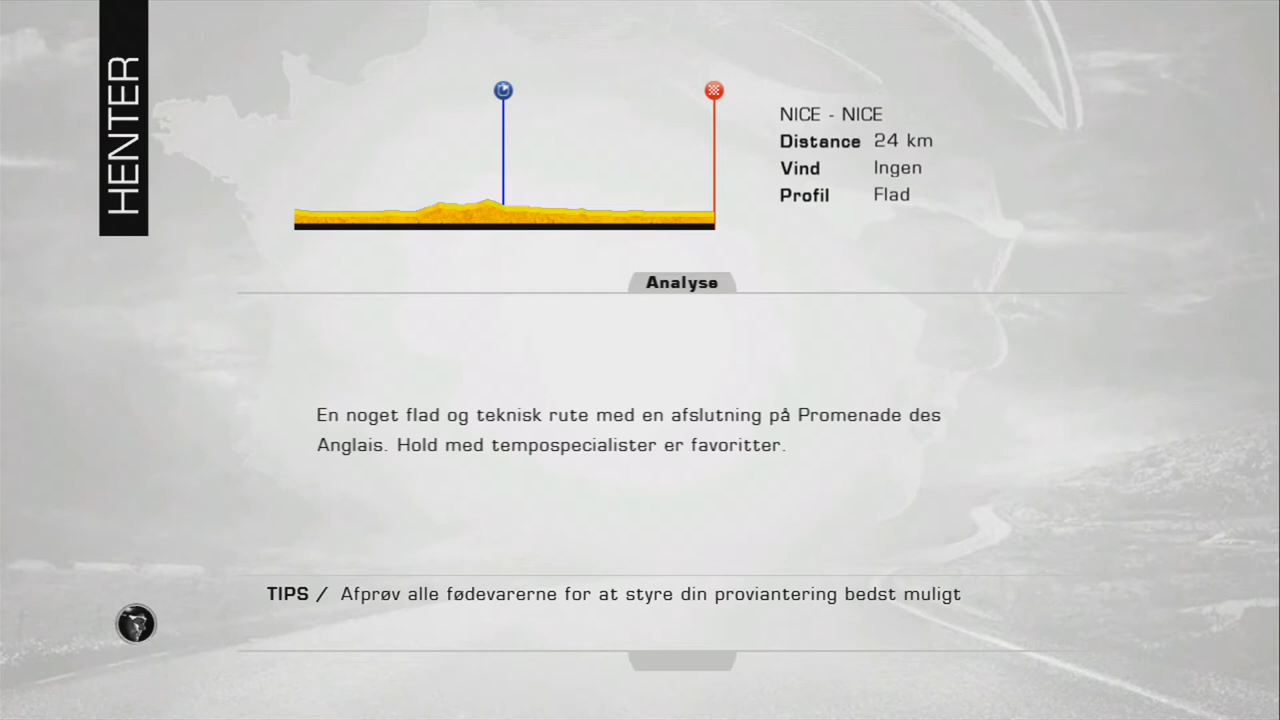 HENTER
NICE - NICE
Distance 24 km
Vind Ingen
Profil Flad
Analyse
En noget flad og teknisk rute med en afslutning på Promenade des
Anglais. Hold med tempospecialister er favoritter.
TIPS / Afprøv alle fødevarerne for at styre din proviantering bedst muligt